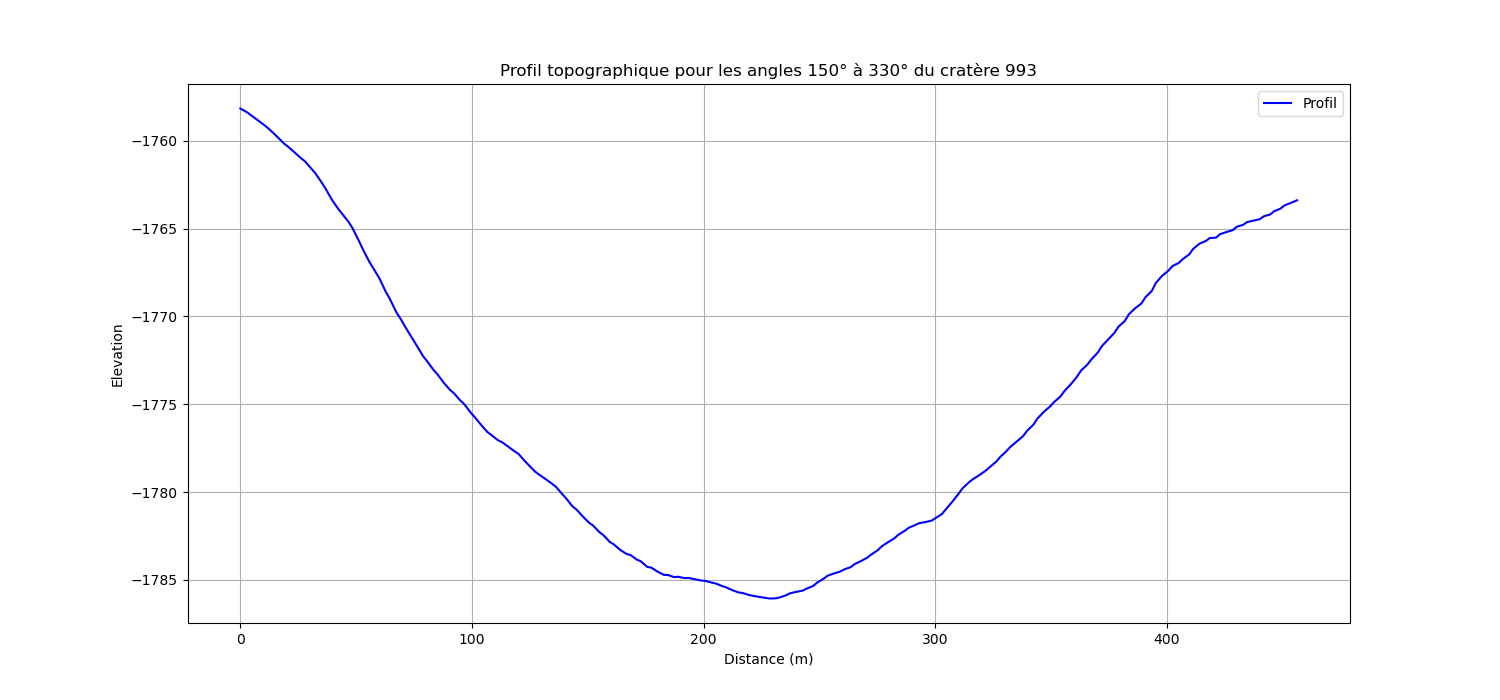 Profil topographique pour les angles 150° à 330° du cratère 993
Profil
−1760
−1765
−1770
−1775
−1780
−1785
Elevation
0 100 200 300 400
Distance (m)